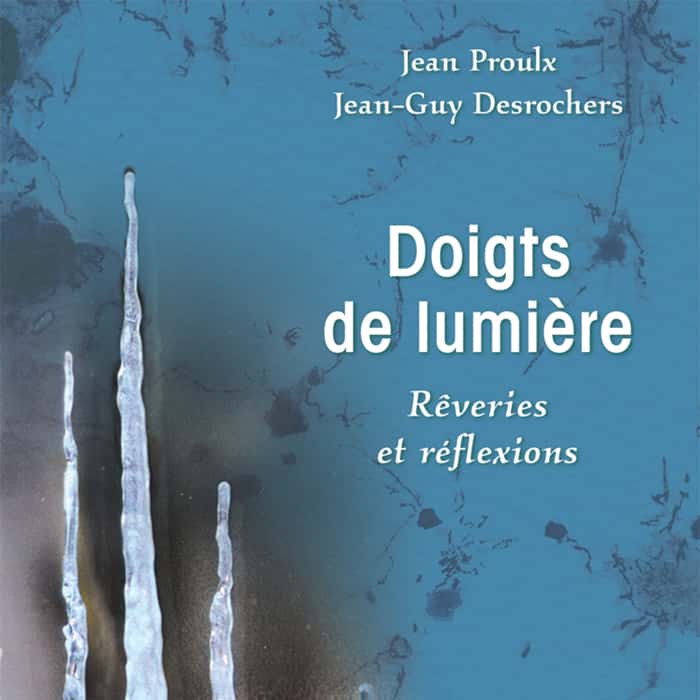 Jean Proulx
Jean-Guy Desrochers
Doigts
de lumière
Rêveries
et réflexions